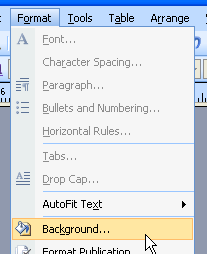 Format Tools Table Arrange
6
Font...
Character Spacing...
Paragraph...
Bullets and Numbering...
Horizontal Rules...
Tabs...
Drop Cap...
AutoFit Text
Background...
Format Publication